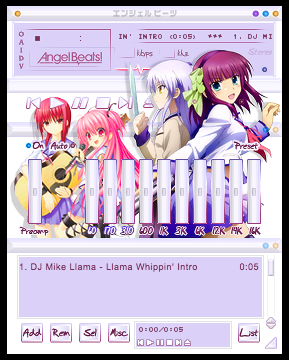 エンジェルビーツ
O
A
I
D
V
IN' INTRO (0:05) *** 1. DJ MI
AngelBeats!
kbps
khz
Stereo
On Auto
Preset
Preamp
60 170 310 600 1K 3K 6K 12K 14K 16K
1. DJ Mike Llama - Llama Whippin' Intro 0:05
Add Rem Sel Misc
0:00/0:05
List